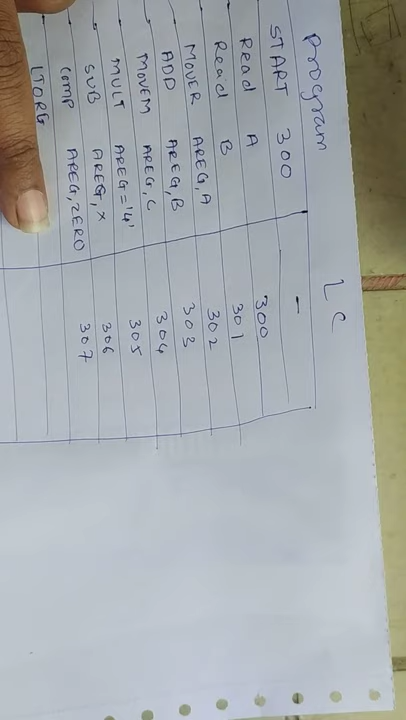 Program LC
START 300 -
Read A 300
Read B 301
MOVER AREG,A 302
ADD AREG,B 303
MOVEM AREG,C 304
MULT AREG='4' 305
SUB AREG,X 306
COMP AREG,ZERO 307
LTORG